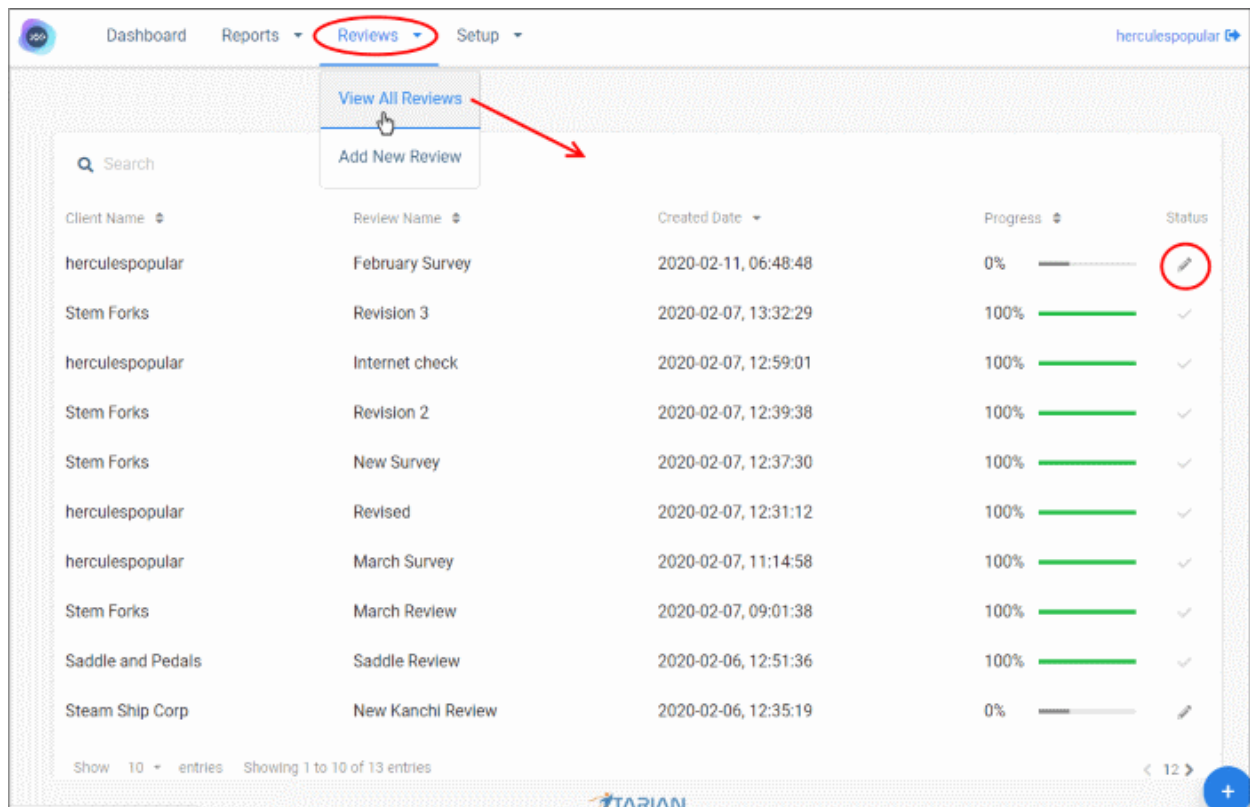 360
Dashboard Reports Reviews Setup herculespopular
View All Reviews
Search Add New Review
Client Name Review Name Created Date Progress Status
herculespopular February Survey 2020-02-11, 06:48:48 0%
Stem Forks Revision 3 2020-02-07, 13:32:29 100%
herculespopular Internet check 2020-02-07, 12:59:01 100%
Stem Forks Revision 2 2020-02-07, 12:39:38 100%
Stem Forks New Survey 2020-02-07, 12:37:30 100%
herculespopular Revised 2020-02-07, 12:31:12 100%
herculespopular March Survey 2020-02-07, 11:14:58 100%
Stem Forks March Review 2020-02-07, 09:01:38 100%
Saddle and Pedals Saddle Review 2020-02-06, 12:51:36 100%
Steam Ship Corp New Kanchi Review 2020-02-06, 12:35:19 0%
Show 10 entries Showing 1 to 10 of 13 entries < 1 2 >
+
ITARIAN